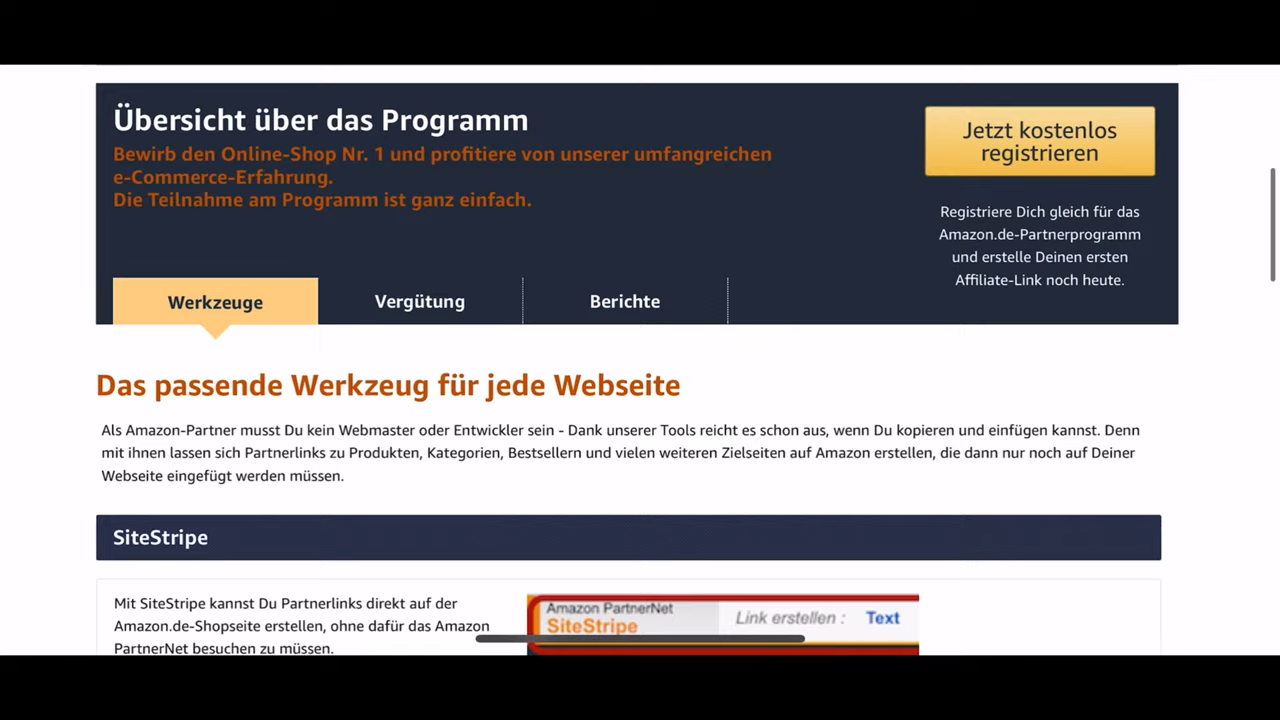 Übersicht über das Programm
Bewirb den Online-Shop Nr. 1 und profitiere von unserer umfangreichen
e-Commerce-Erfahrung.
Die Teilnahme am Programm ist ganz einfach.
Jetzt kostenlos
registrieren
Registriere Dich gleich für das
Amazon.de-Partnerprogramm
und erstelle Deinen ersten
Affiliate-Link noch heute.
Werkzeuge
Vergütung
Berichte
Das passende Werkzeug für jede Webseite
Als Amazon-Partner musst Du kein Webmaster oder Entwickler sein - Dank unserer Tools reicht es schon aus, wenn Du kopieren und einfügen kannst. Denn
mit ihnen lassen sich Partnerlinks zu Produkten, Kategorien, Bestsellern und vielen weiteren Zielseiten auf Amazon erstellen, die dann nur noch auf Deiner
Webseite eingefügt werden müssen.
SiteStripe
Mit SiteStripe kannst Du Partnerlinks direkt auf der
Amazon.de-Shopseite erstellen, ohne dafür das Amazon
PartnerNet besuchen zu müssen.
Amazon PartnerNet
SiteStripe
Link erstellen : Text